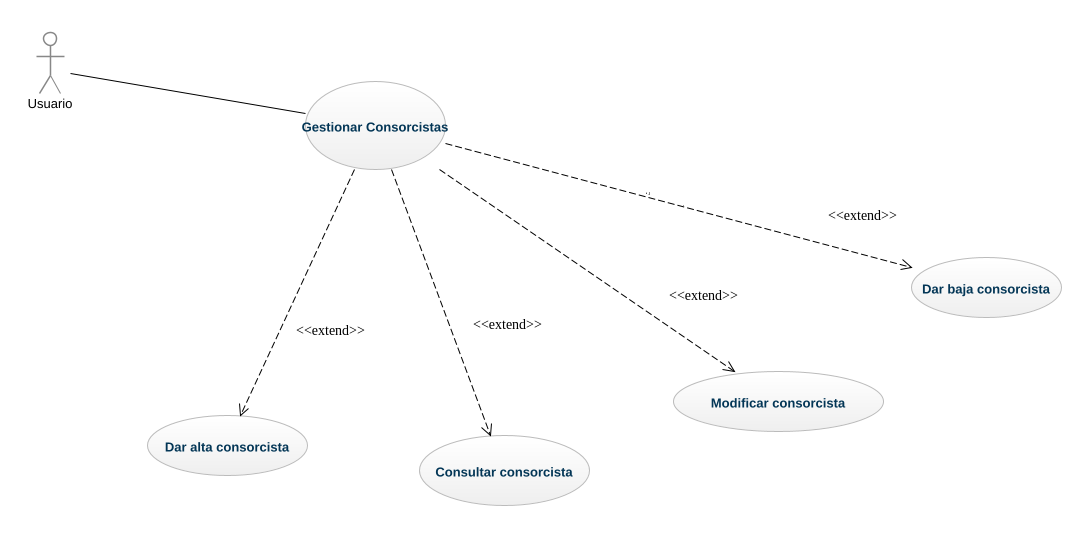 Usuario
Gestionar Consorcistas
<<extend>>
<<extend>>
<<extend>>
<<extend>>
Dar baja consorcista
Modificar consorcista
Dar alta consorcista
Consultar consorcista